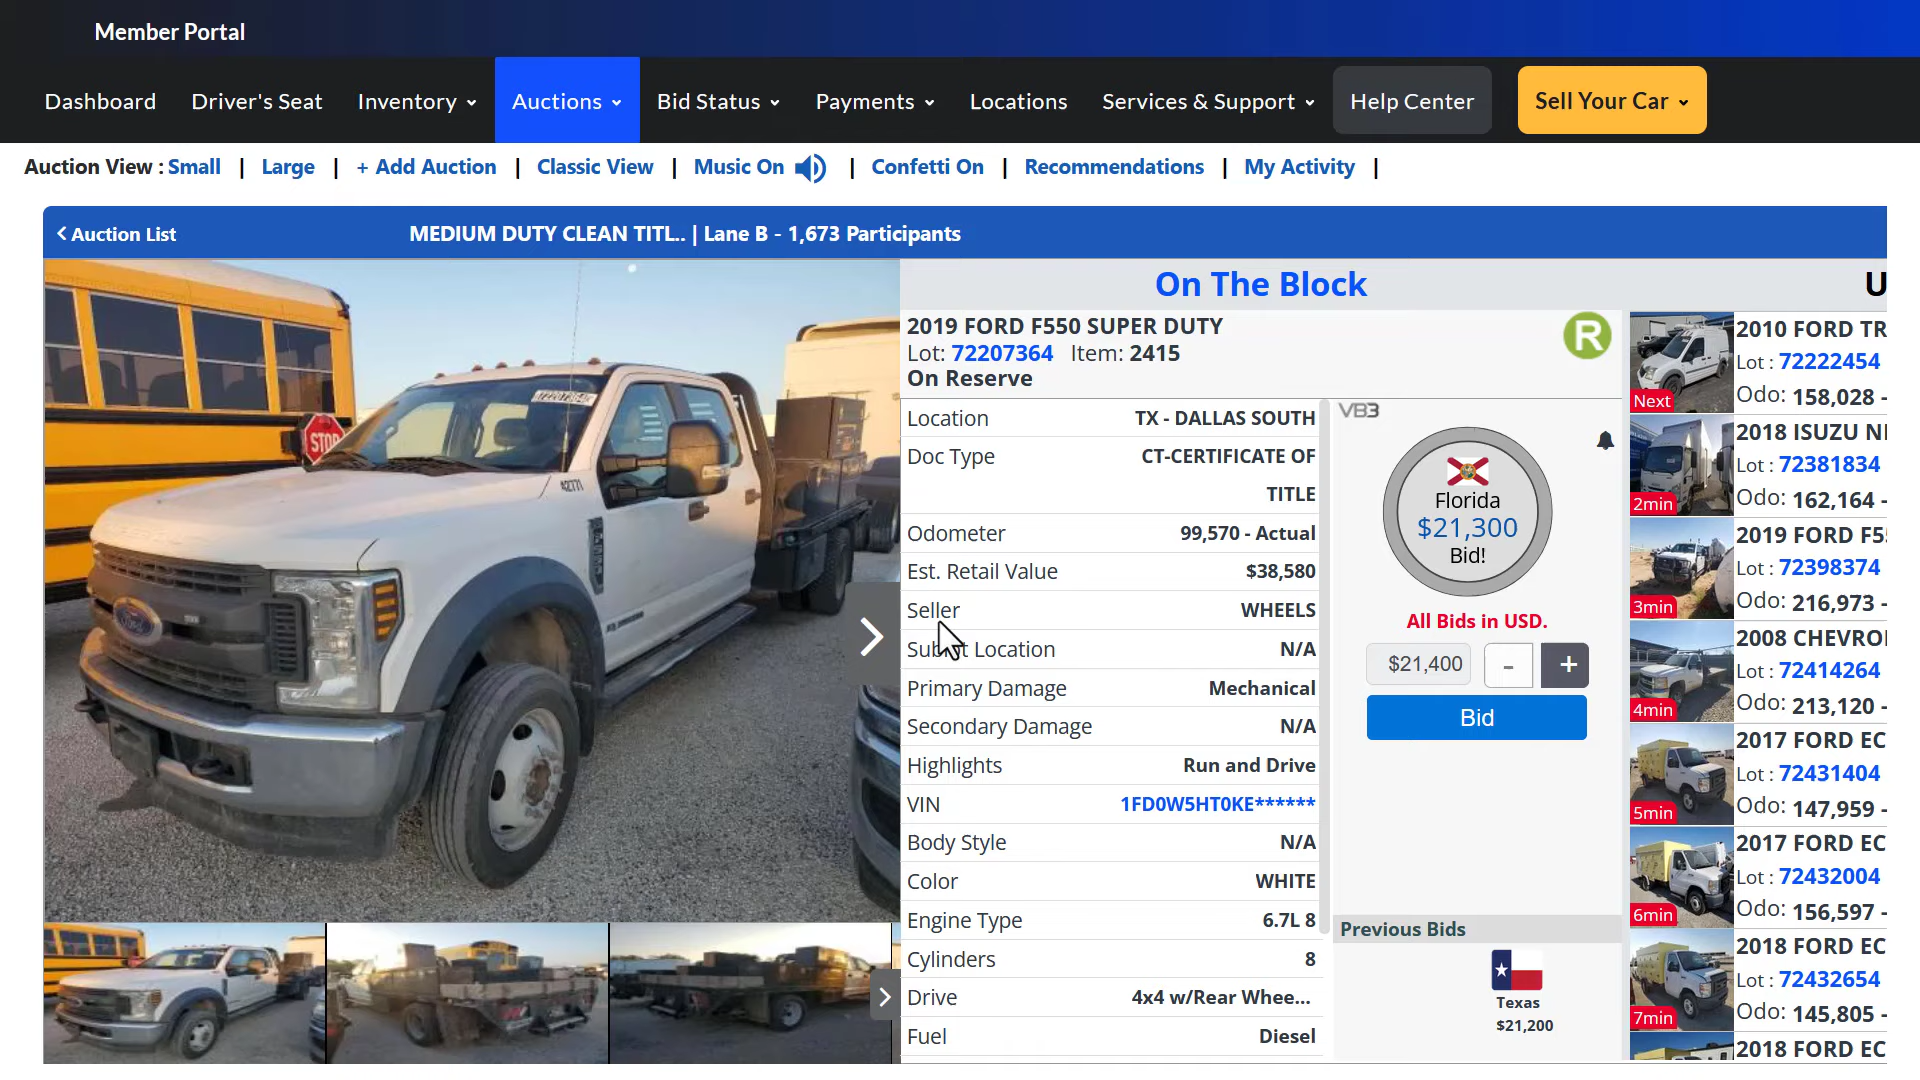 Member Portal
Dashboard Driver's Seat Inventory Auctions Bid Status Payments Locations Services & Support Help Center Sell Your Car
Auction View : Small | Large | + Add Auction | Classic View | Music On | Confetti On | Recommendations | My Activity |
< Auction List MEDIUM DUTY CLEAN TITL.. | Lane B - 1,673 Participants
On The Block
U
2019 FORD F550 SUPER DUTY
Lot: 72207364 Item: 2415
On Reserve
R
Location TX - DALLAS SOUTH
Doc Type CT-CERTIFICATE OF
TITLE
Odometer 99,570 - Actual
Est. Retail Value $38,580
Seller WHEELS
Location N/A
Primary Damage Mechanical
Secondary Damage N/A
Highlights Run and Drive
VIN 1FD0W5HT0KE******
Body Style N/A
Color WHITE
Engine Type 6.7L 8
Cylinders 8
Drive 4x4 w/Rear Whee...
Fuel Diesel
VB3
Florida
$21,300
Bid!
All Bids in USD.
$21,400 - +
Bid
Previous Bids
Texas
$21,200
2010 FORD TR
Lot : 72222454
Odo: 158,028 -
Next
2018 ISUZU
Lot : 72381834
Odo: 162,164 -
2min
2019 FORD F5
Lot : 72398374
Odo: 216,973 -
3min
2008 CHEVROL
Lot : 72414264
Odo: 213,120 -
4min
2017 FORD EC
Lot : 72431404
Odo: 147,959 -
5min
2017 FORD EC
Lot : 72432004
Odo: 156,597 -
6min
2018 FORD EC
Lot : 72432654
Odo: 145,805 -
7min
2018 FORD EC
STOP
72207364
Ford